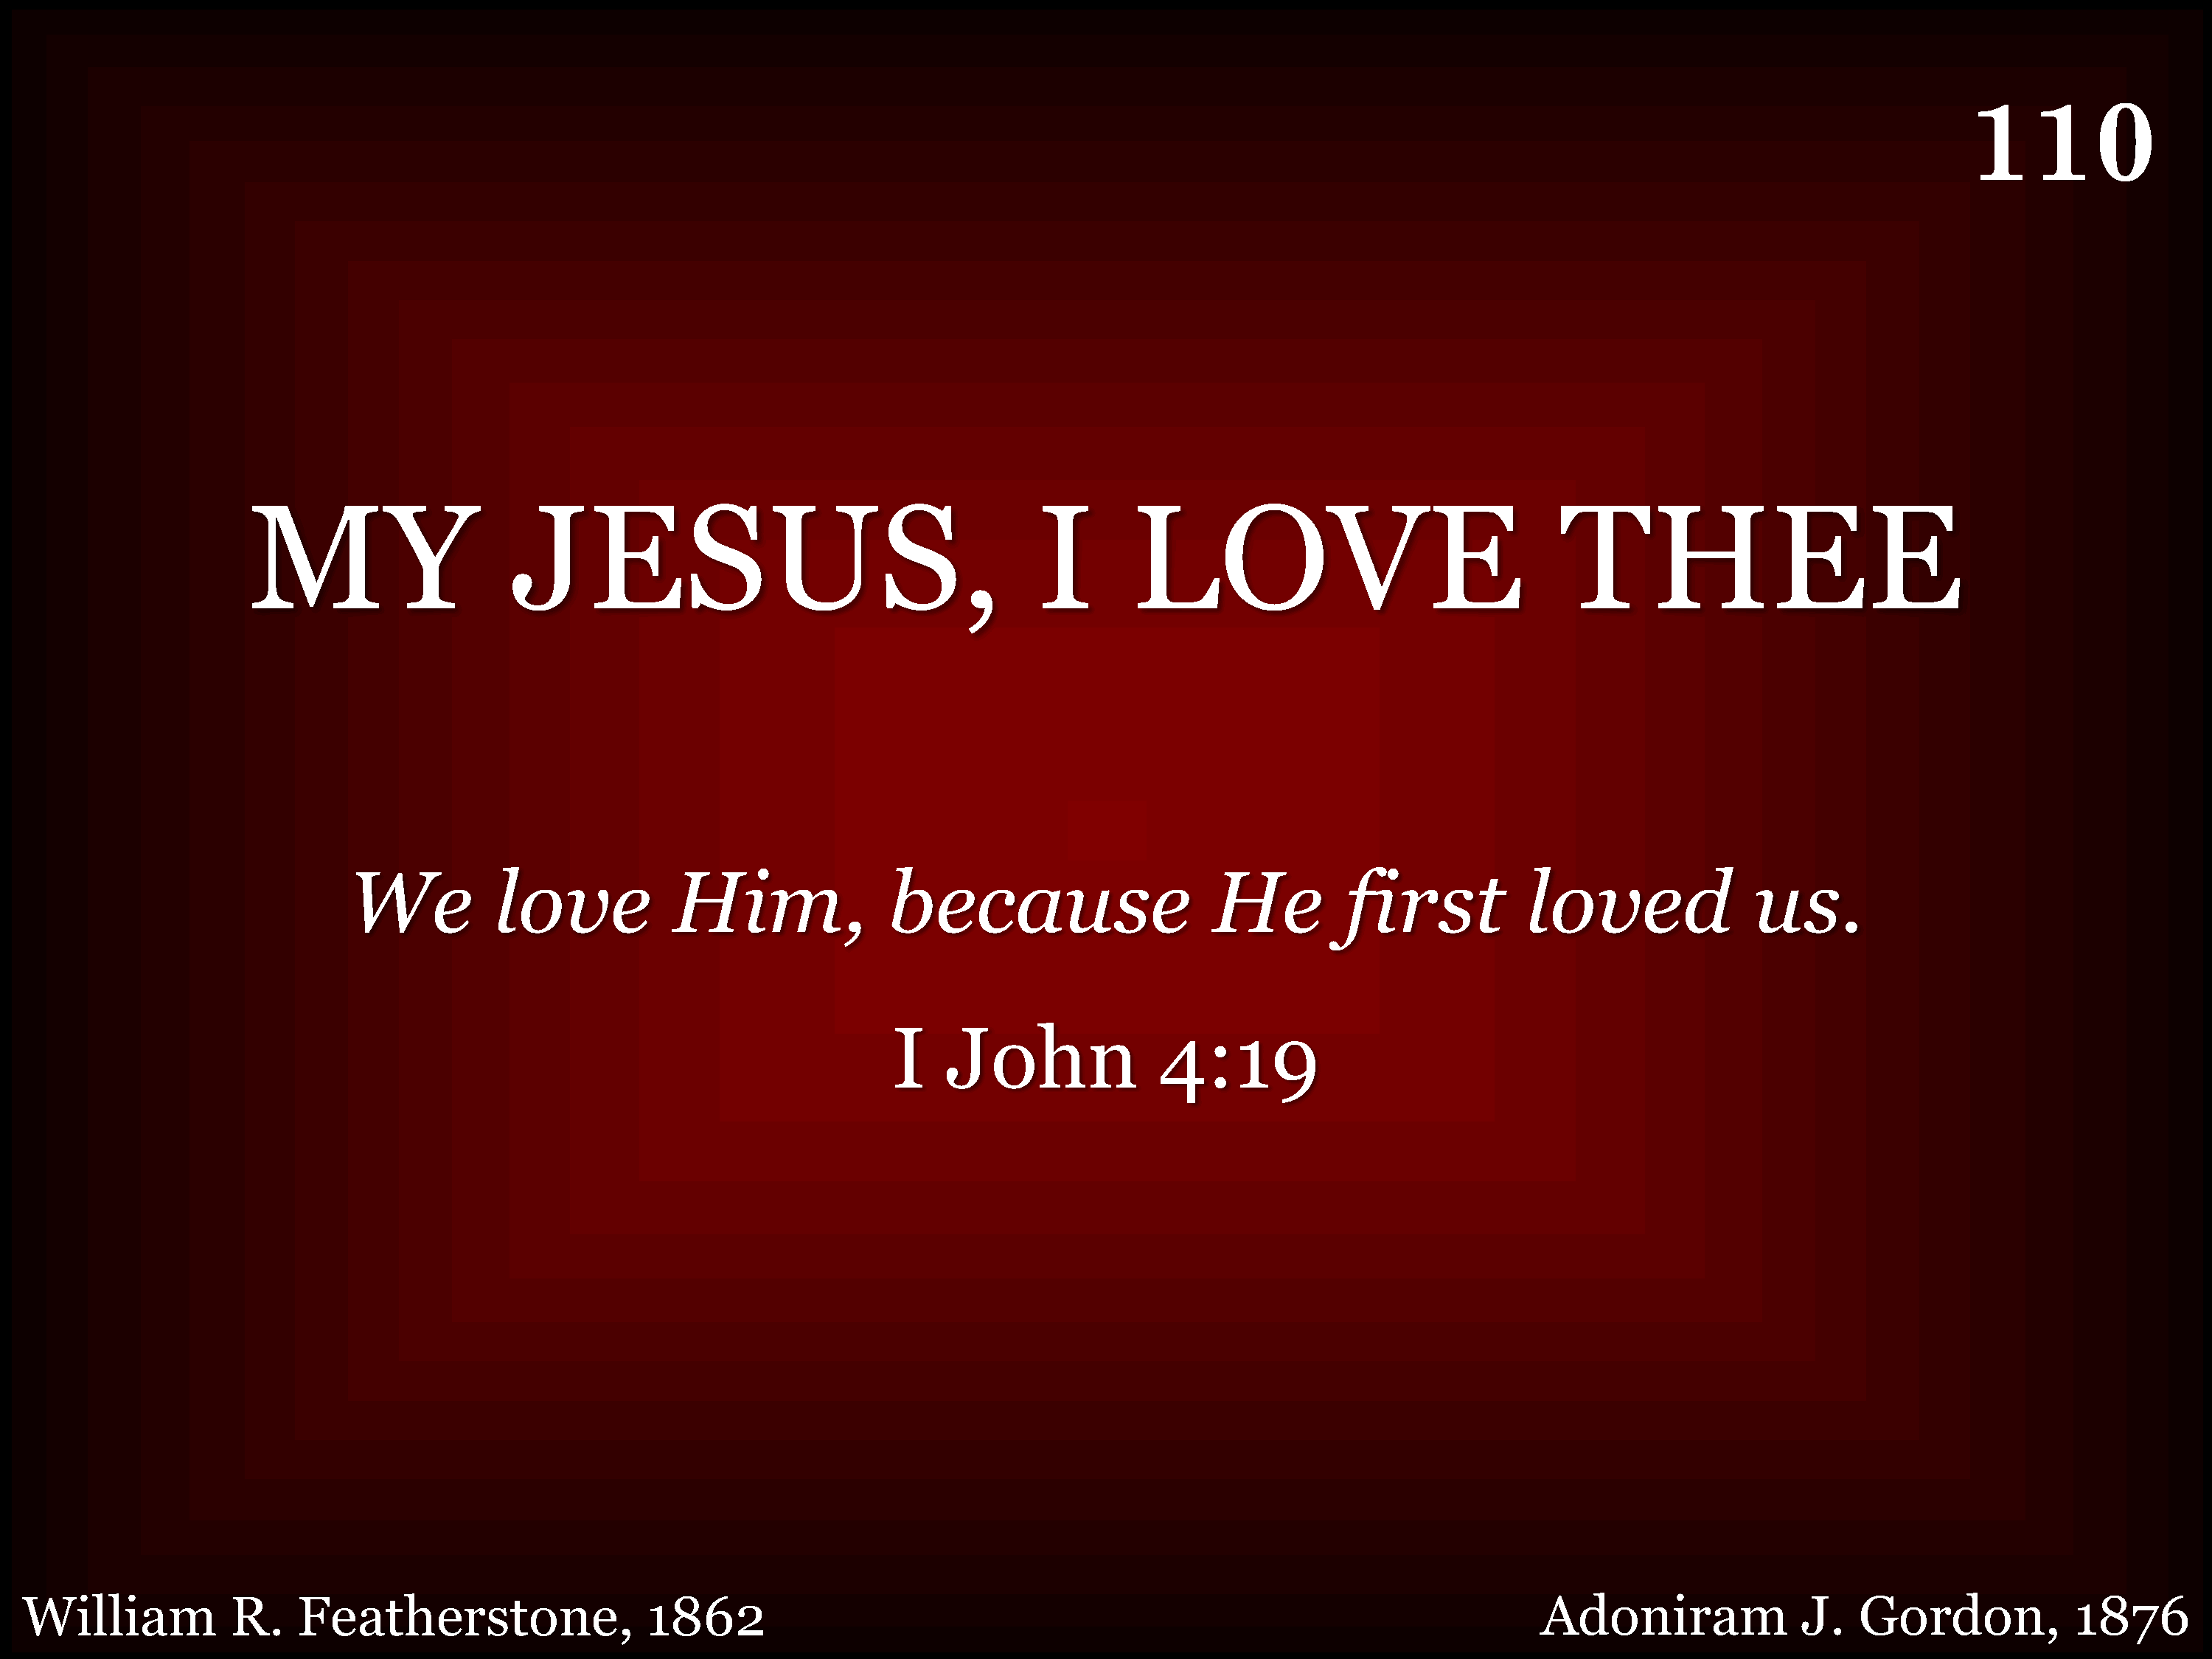 110
MY JESUS, I LOVE THEE
We love Him, because He first loved us.
I John 4:19
William R. Featherstone, 1862
Adoniram J. Gordon, 1876